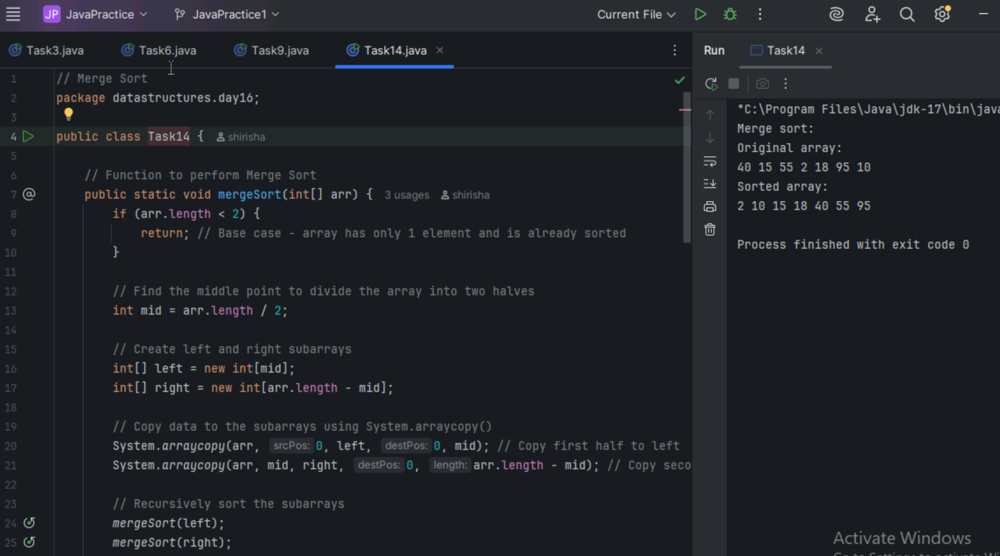 JP JavaPractice JavaPractice1 Current File
Task3.java Task6.java Task9.java Task14.java
1 // Merge Sort
2 package datastructures.day16;
3
4 public class Task14 { shirisha
5
6 // Function to perform Merge Sort
7 public static void mergeSort(int[] arr) { 3 usages shirisha
8 if (arr.length < 2) {
9 return; // Base case - array has only 1 element and is already sorted
10 }
11
12 // Find the middle point to divide the array into two halves
13 int mid = arr.length / 2;
14
15 // Create left and right subarrays
16 int[] left = new int[mid];
17 int[] right = new int[arr.length - mid];
18
19 // Copy data to the subarrays using System.arraycopy()
20 System.arraycopy(arr, srcPos: 0, left, destPos: 0, mid); // Copy first half to left
21 System.arraycopy(arr, mid, right, destPos: 0, length: arr.length - mid); // Copy seco
22
23 // Recursively sort the subarrays
24 mergeSort(left);
25 mergeSort(right);
Run Task14
"C:\Program Files\Java\jdk-17\bin\java
Merge sort:
Original array:
40 15 55 2 18 95 10
Sorted array:
2 10 15 18 40 55 95
Process finished with exit code 0
Activate Windows